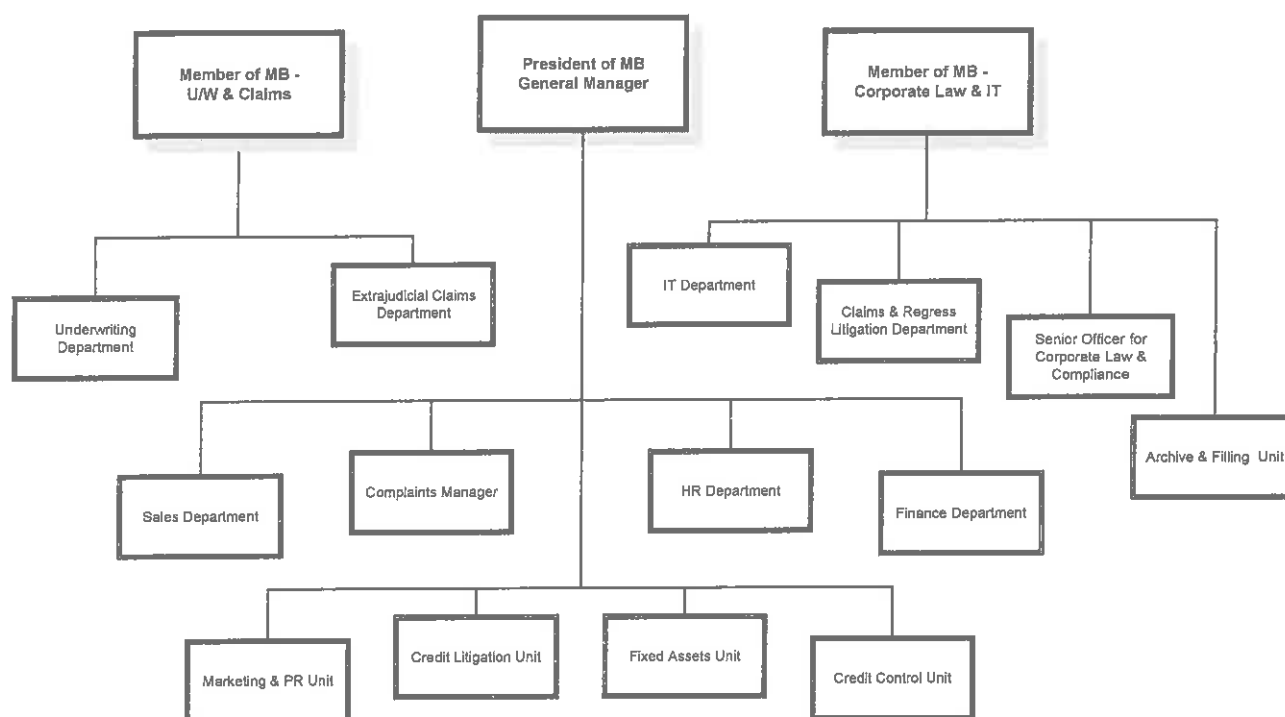 Member of MB -
U/W & Claims
President of MB
General Manager
Member of MB -
Corporate Law & IT
Underwriting
Department
Extrajudicial Claims
Department
IT Department
Claims & Regress
Litigation Department
Senior Officer for
Corporate Law &
Compliance
Archive & Filling Unit
Sales Department
Complaints Manager
HR Department
Finance Department
Marketing & PR Unit
Credit Litigation Unit
Fixed Assets Unit
Credit Control Unit